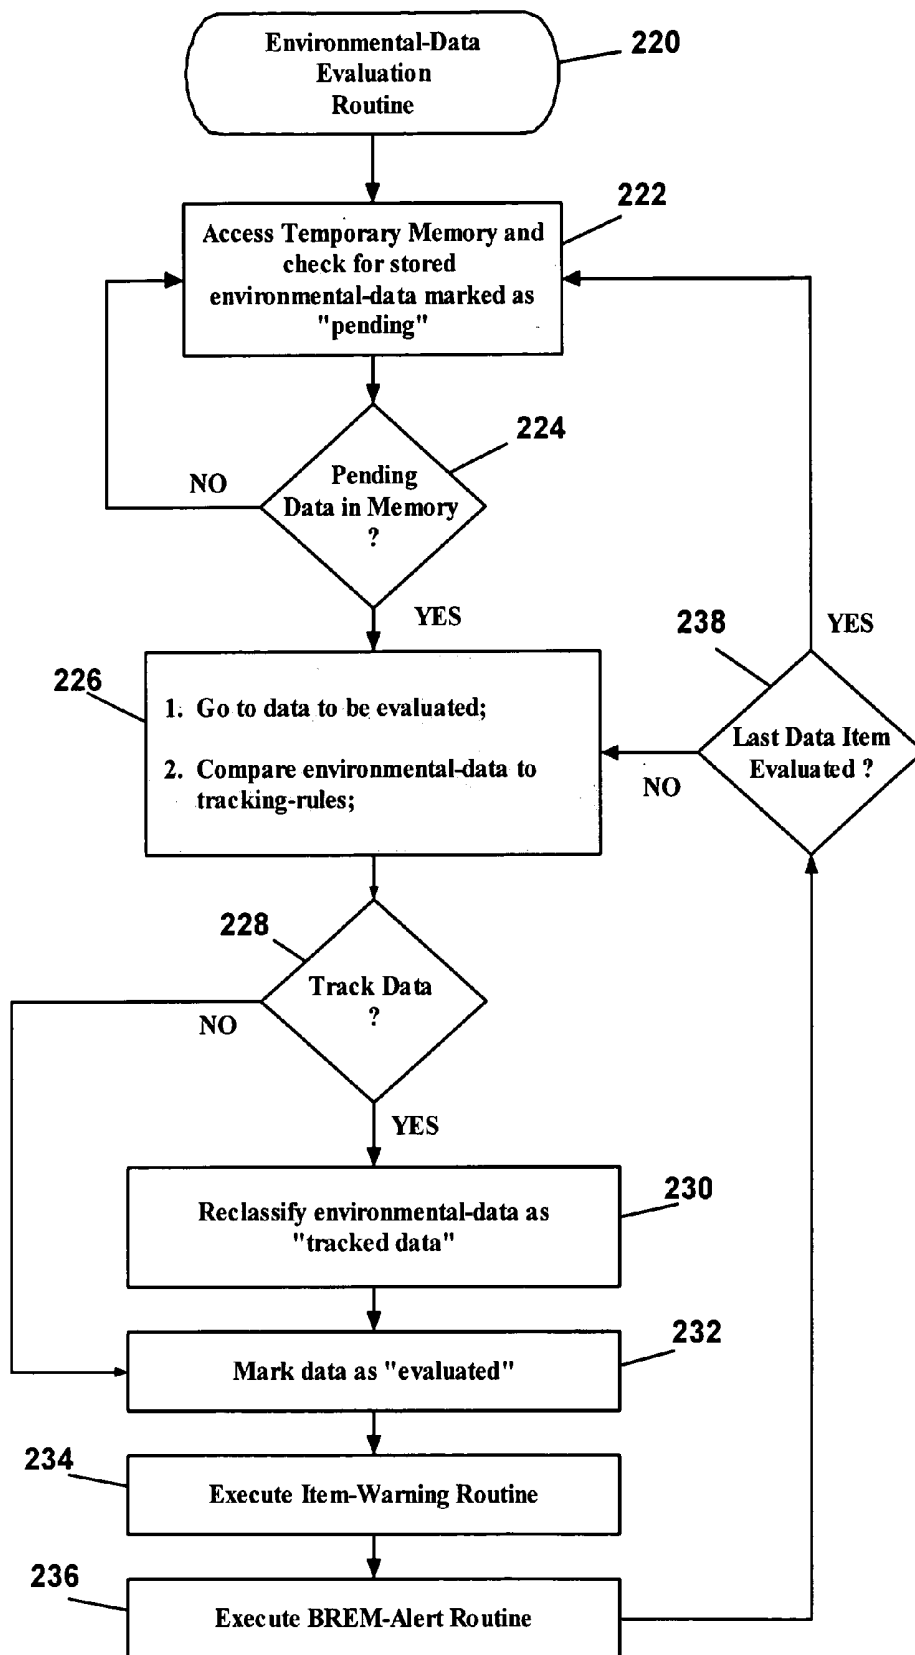 Environmental-Data
Evaluation
Routine
220
222
Access Temporary Memory and
check for stored
environmental-data marked as
"pending"
224
Pending
Data in Memory
?
NO
YES
238
YES
226
1. Go to data to be evaluated;
2. Compare environmental-data to
tracking-rules;
Last Data Item
Evaluated ?
NO
228
Track Data
?
NO
YES
230
Reclassify environmental-data as
"tracked data"
232
Mark data as "evaluated"
234
Execute Item-Warning Routine
236
Execute BREM-Alert Routine